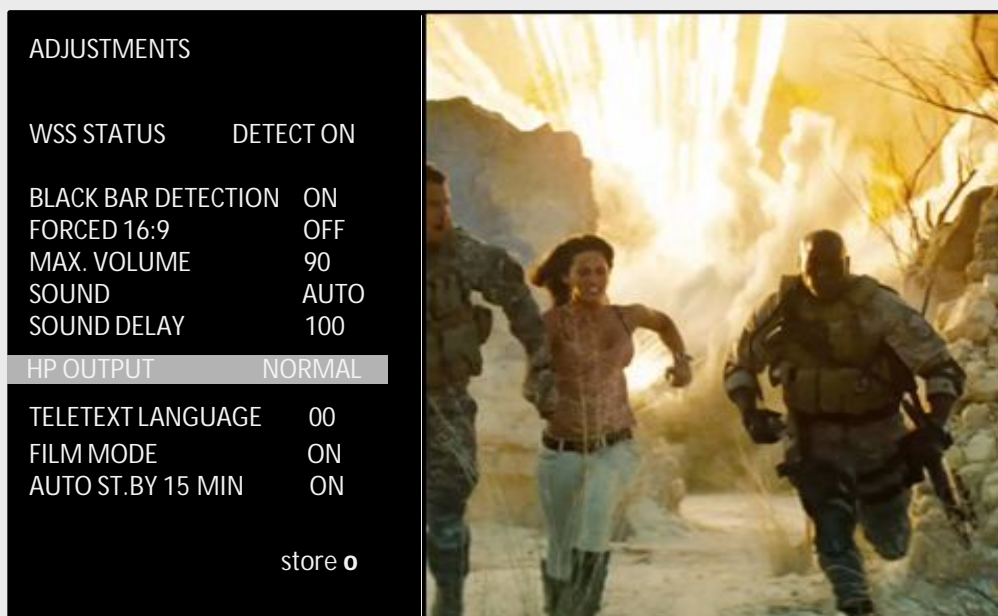 ADJUSTMENTS
WSS STATUS DETECT ON
BLACK BAR DETECTION ON
FORCED 16:9 OFF
MAX. VOLUME 90
SOUND AUTO
SOUND DELAY 100
HP OUTPUT NORMAL
TELETEXT LANGUAGE 00
FILM MODE ON
AUTO ST.BY 15 MIN ON
store o